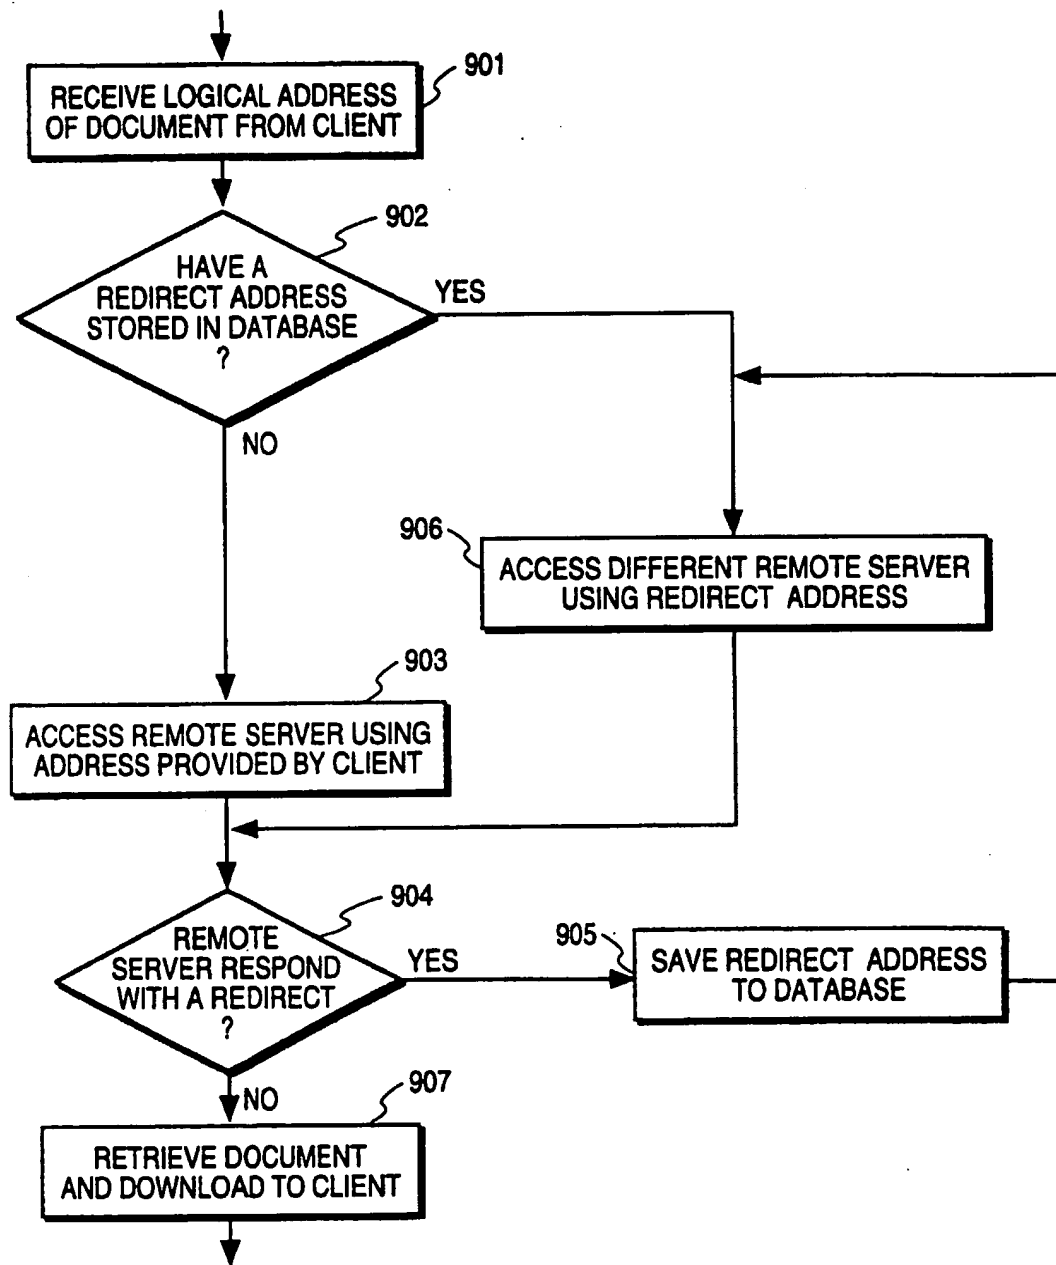 901
RECEIVE LOGICAL ADDRESS
OF DOCUMENT FROM CLIENT
902
HAVE A
REDIRECT ADDRESS
STORED IN DATABASE
?
YES
NO
906
ACCESS DIFFERENT REMOTE SERVER
USING REDIRECT ADDRESS
903
ACCESS REMOTE SERVER USING
ADDRESS PROVIDED BY CLIENT
904
REMOTE
SERVER RESPOND
WITH A REDIRECT
?
YES
905
SAVE REDIRECT ADDRESS
TO DATABASE
NO
907
RETRIEVE DOCUMENT
AND DOWNLOAD TO CLIENT